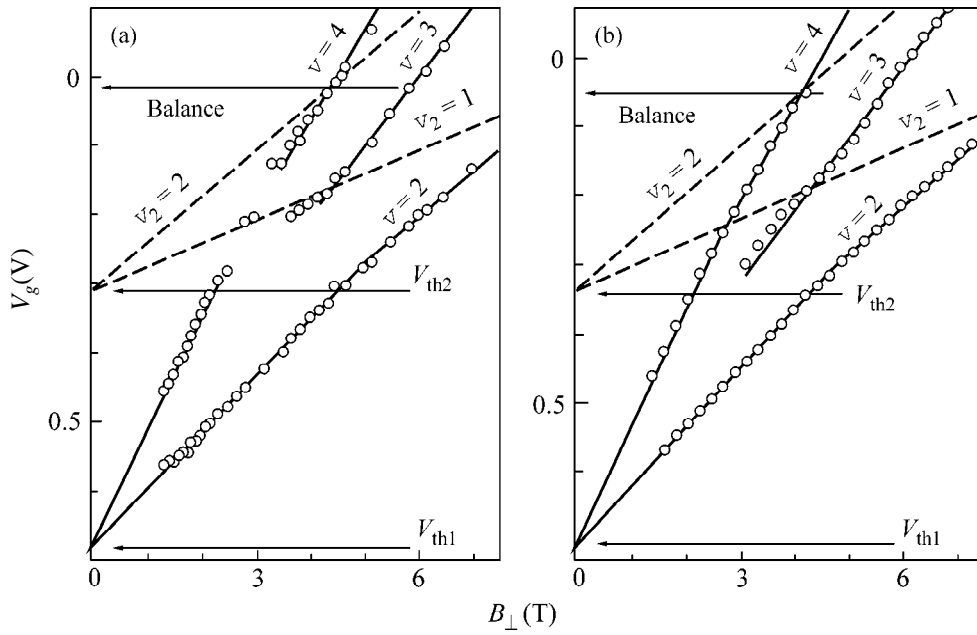 (a)
ν = 4
ν = 3
ν₂ = 1
ν₂ = 2
ν = 2
Balance
V_th2
V_th1
0
0.5
V_g(V)
0
3
6
(b)
ν = 4
ν = 3
ν₂ = 1
ν₂ = 2
ν = 2
Balance
V_th2
V_th1
0
0.5
0
3
6
B_⊥ (T)